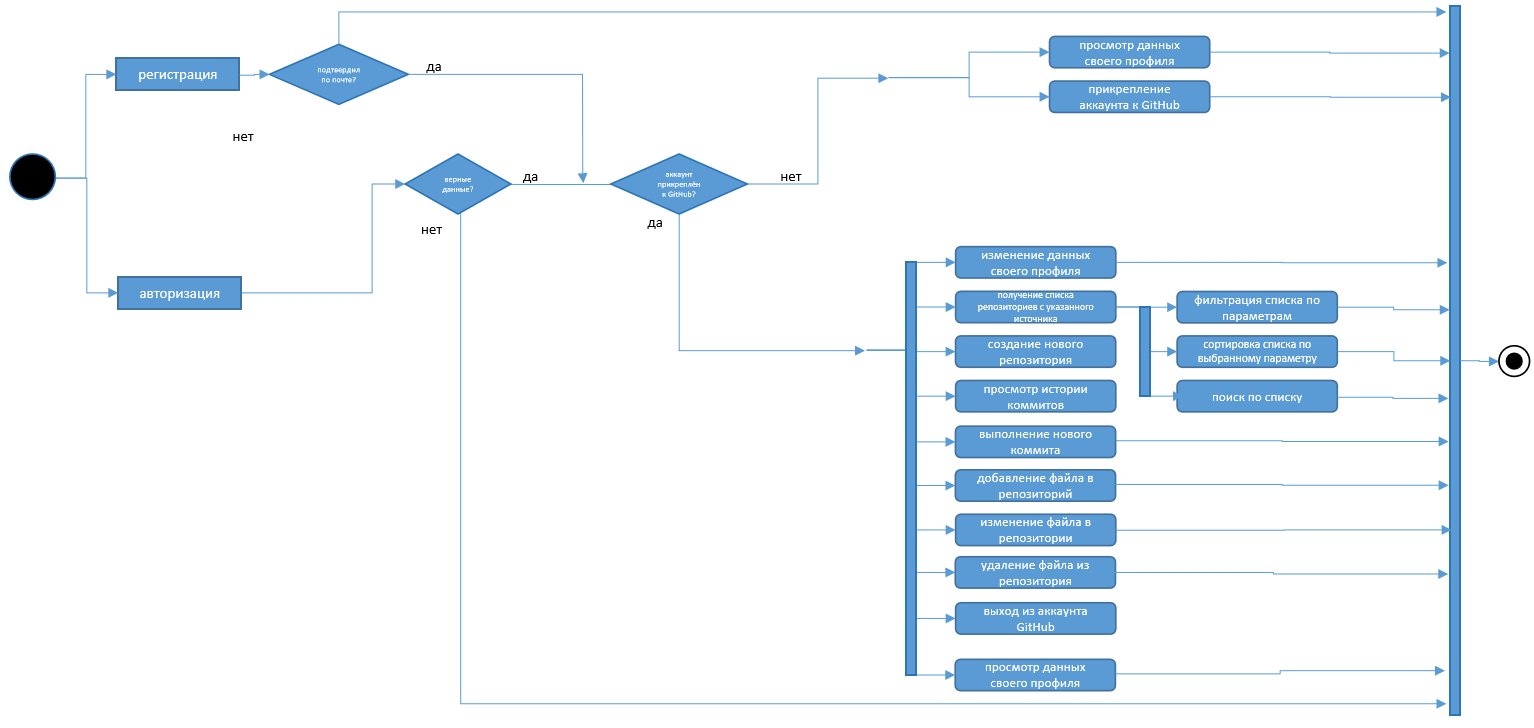 регистрация
подтвердил
по почте?
да
нет
авторизация
верные
данные?
да
нет
аккаунт
прикреплён
к GitHub?
нет
да
просмотр данных
своего профиля
прикрепление
аккаунта к GitHub
изменение данных
своего профиля
получение списка
репозиториев с указанного
источника
фильтрация списка по
параметрам
создание нового
репозитория
сортировка списка по
выбранному параметру
просмотр истории
коммитов
поиск по списку
выполнение нового
коммита
добавление файла в
репозиторий
изменение файла в
репозитории
удаление файла из
репозитория
выход из аккаунта
GitHub
просмотр данных
своего профиля